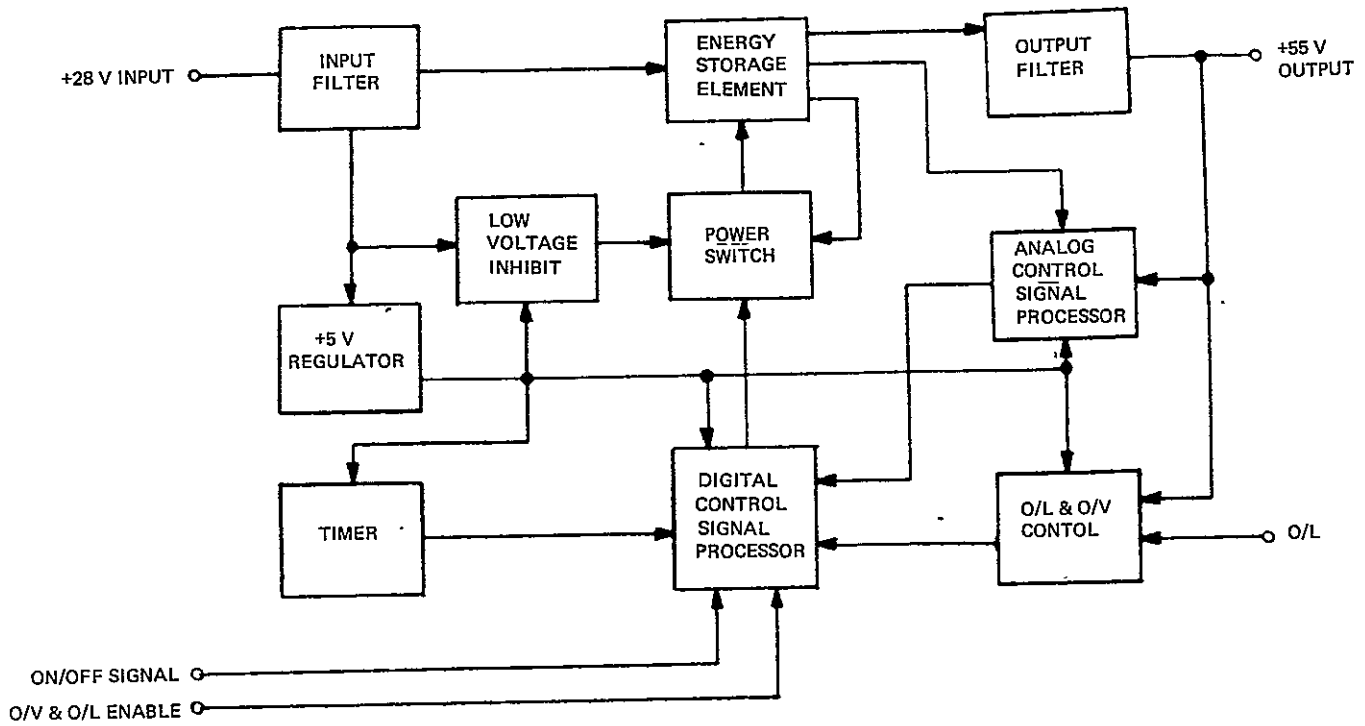 +28 V INPUT
INPUT
FILTER
ENERGY
STORAGE
ELEMENT
OUTPUT
FILTER
+55 V
OUTPUT
LOW
VOLTAGE
INHIBIT
POWER
SWITCH
ANALOG
CONTROL
SIGNAL
PROCESSOR
+5 V
REGULATOR
TIMER
DIGITAL
CONTROL
SIGNAL
PROCESSOR
O/L & O/V
CONTOL
O/L
ON/OFF SIGNAL
O/V & O/L ENABLE